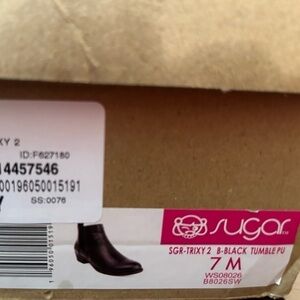 XY 2
ID:F627180
14457546
00196050015191
Y
SS:0076
sugar
SGR-TRIXY 2 B-BLACK TUMBLE PU
7 M
WS08026
B8026SW